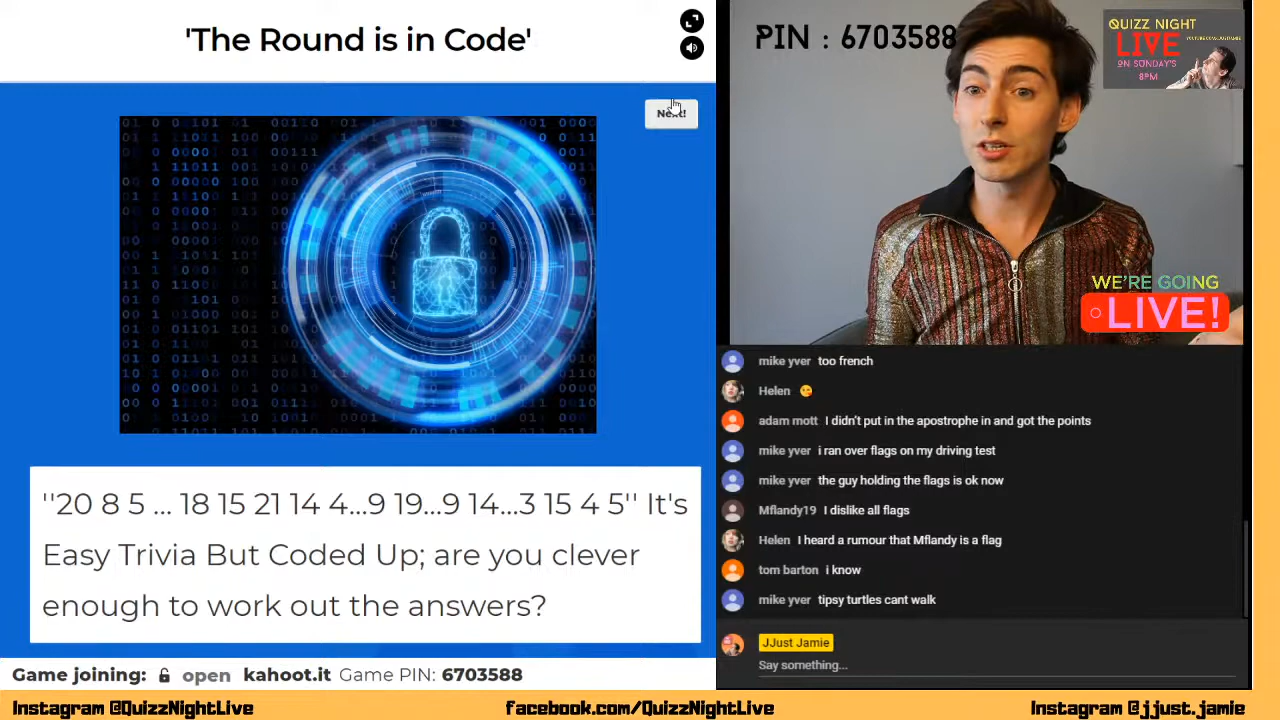 'The Round is in Code'
Next!
''20 8 5 ... 18 15 21 14 4...9 19...9 14...3 15 4 5'' It's
Easy Trivia But Coded Up; are you clever
enough to work out the answers?
Game joining: open kahoot.it Game PIN: 6703588
PIN : 6703588
QUIZZ NIGHT
LIVE
ON SUNDAY'S
8PM
WE'RE GOING
LIVE!
mike yver too french
Helen 😘
adam mott I didn't put in the apostrophe in and got the points
mike yver i ran over flags on my driving test
mike yver the guy holding the flags is ok now
Mflandy19 I dislike all flags
Helen I heard a rumour that Mflandy is a flag
tom barton i know
mike yver tipsy turtles cant walk
JJust Jamie
Say something...
Instagram @QuizzNightLive
facebook.com/QuizzNightLive
Instagram @jjust.jamie